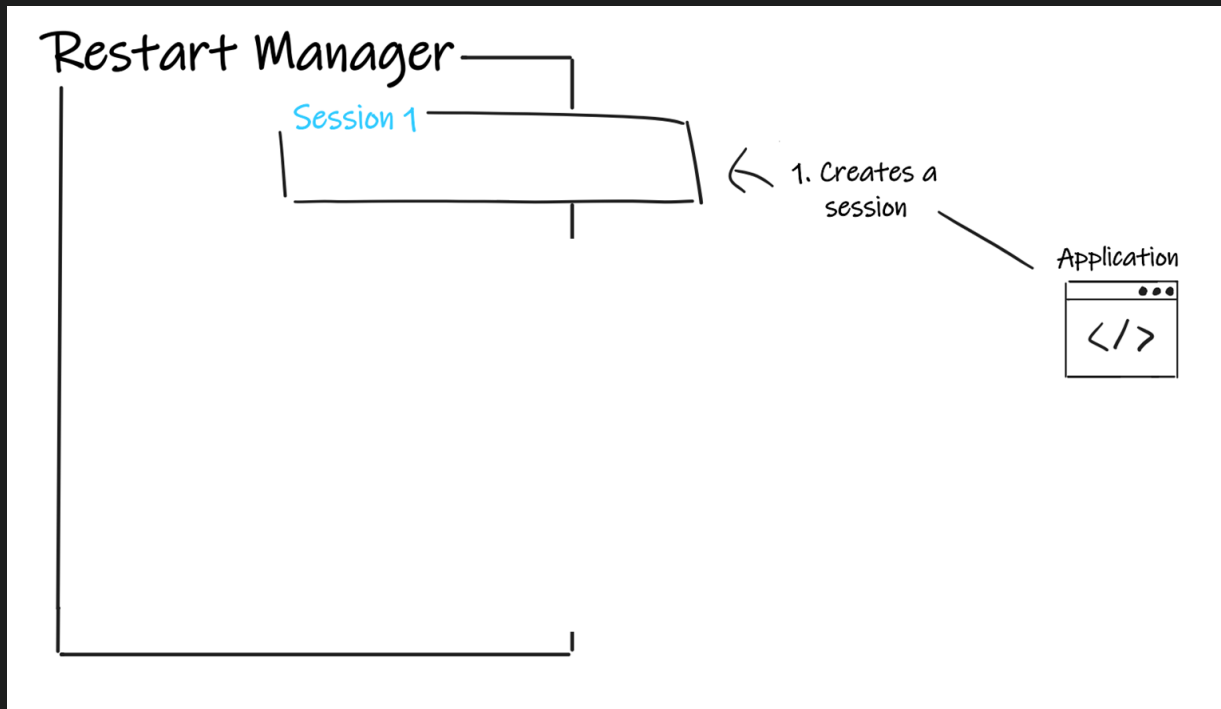 Restart Manager
Session 1
1. Creates a
session
Application
</>